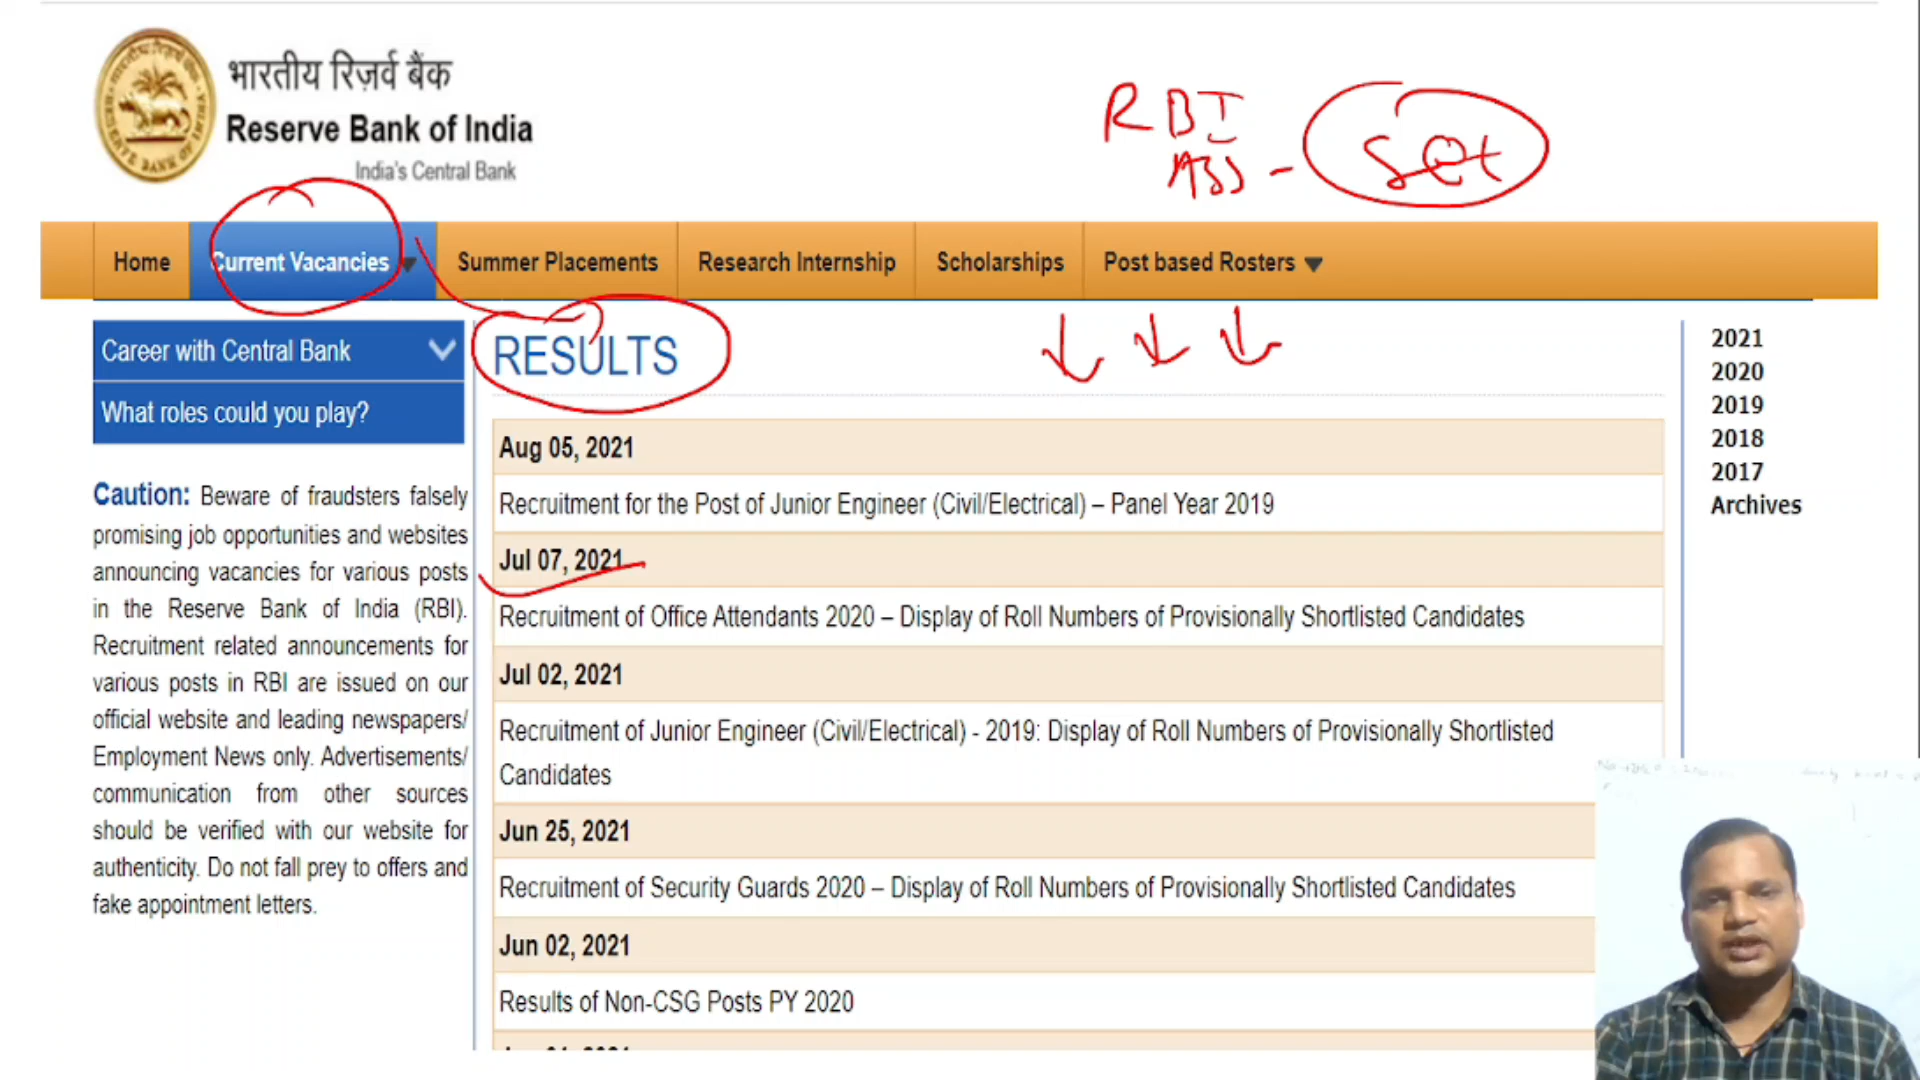 भारतीय रिज़र्व बैंक
Reserve Bank of India
India's Central Bank
RBI
Ass - Set
Home
Current Vacancies
Summer Placements
Research Internship
Scholarships
Post based Rosters
Career with Central Bank
What roles could you play?
Caution: Beware of fraudsters falsely
promising job opportunities and websites
announcing vacancies for various posts
in the Reserve Bank of India (RBI).
Recruitment related announcements for
various posts in RBI are issued on our
official website and leading newspapers/
Employment News only. Advertisements/
communication from other sources
should be verified with our website for
authenticity. Do not fall prey to offers and
fake appointment letters.
RESULTS
Aug 05, 2021
Recruitment for the Post of Junior Engineer (Civil/Electrical) – Panel Year 2019
Jul 07, 2021
Recruitment of Office Attendants 2020 – Display of Roll Numbers of Provisionally Shortlisted Candidates
Jul 02, 2021
Recruitment of Junior Engineer (Civil/Electrical) - 2019: Display of Roll Numbers of Provisionally Shortlisted
Candidates
Jun 25, 2021
Recruitment of Security Guards 2020 – Display of Roll Numbers of Provisionally Shortlisted Candidates
Jun 02, 2021
Results of Non-CSG Posts PY 2020
2021
2020
2019
2018
2017
Archives